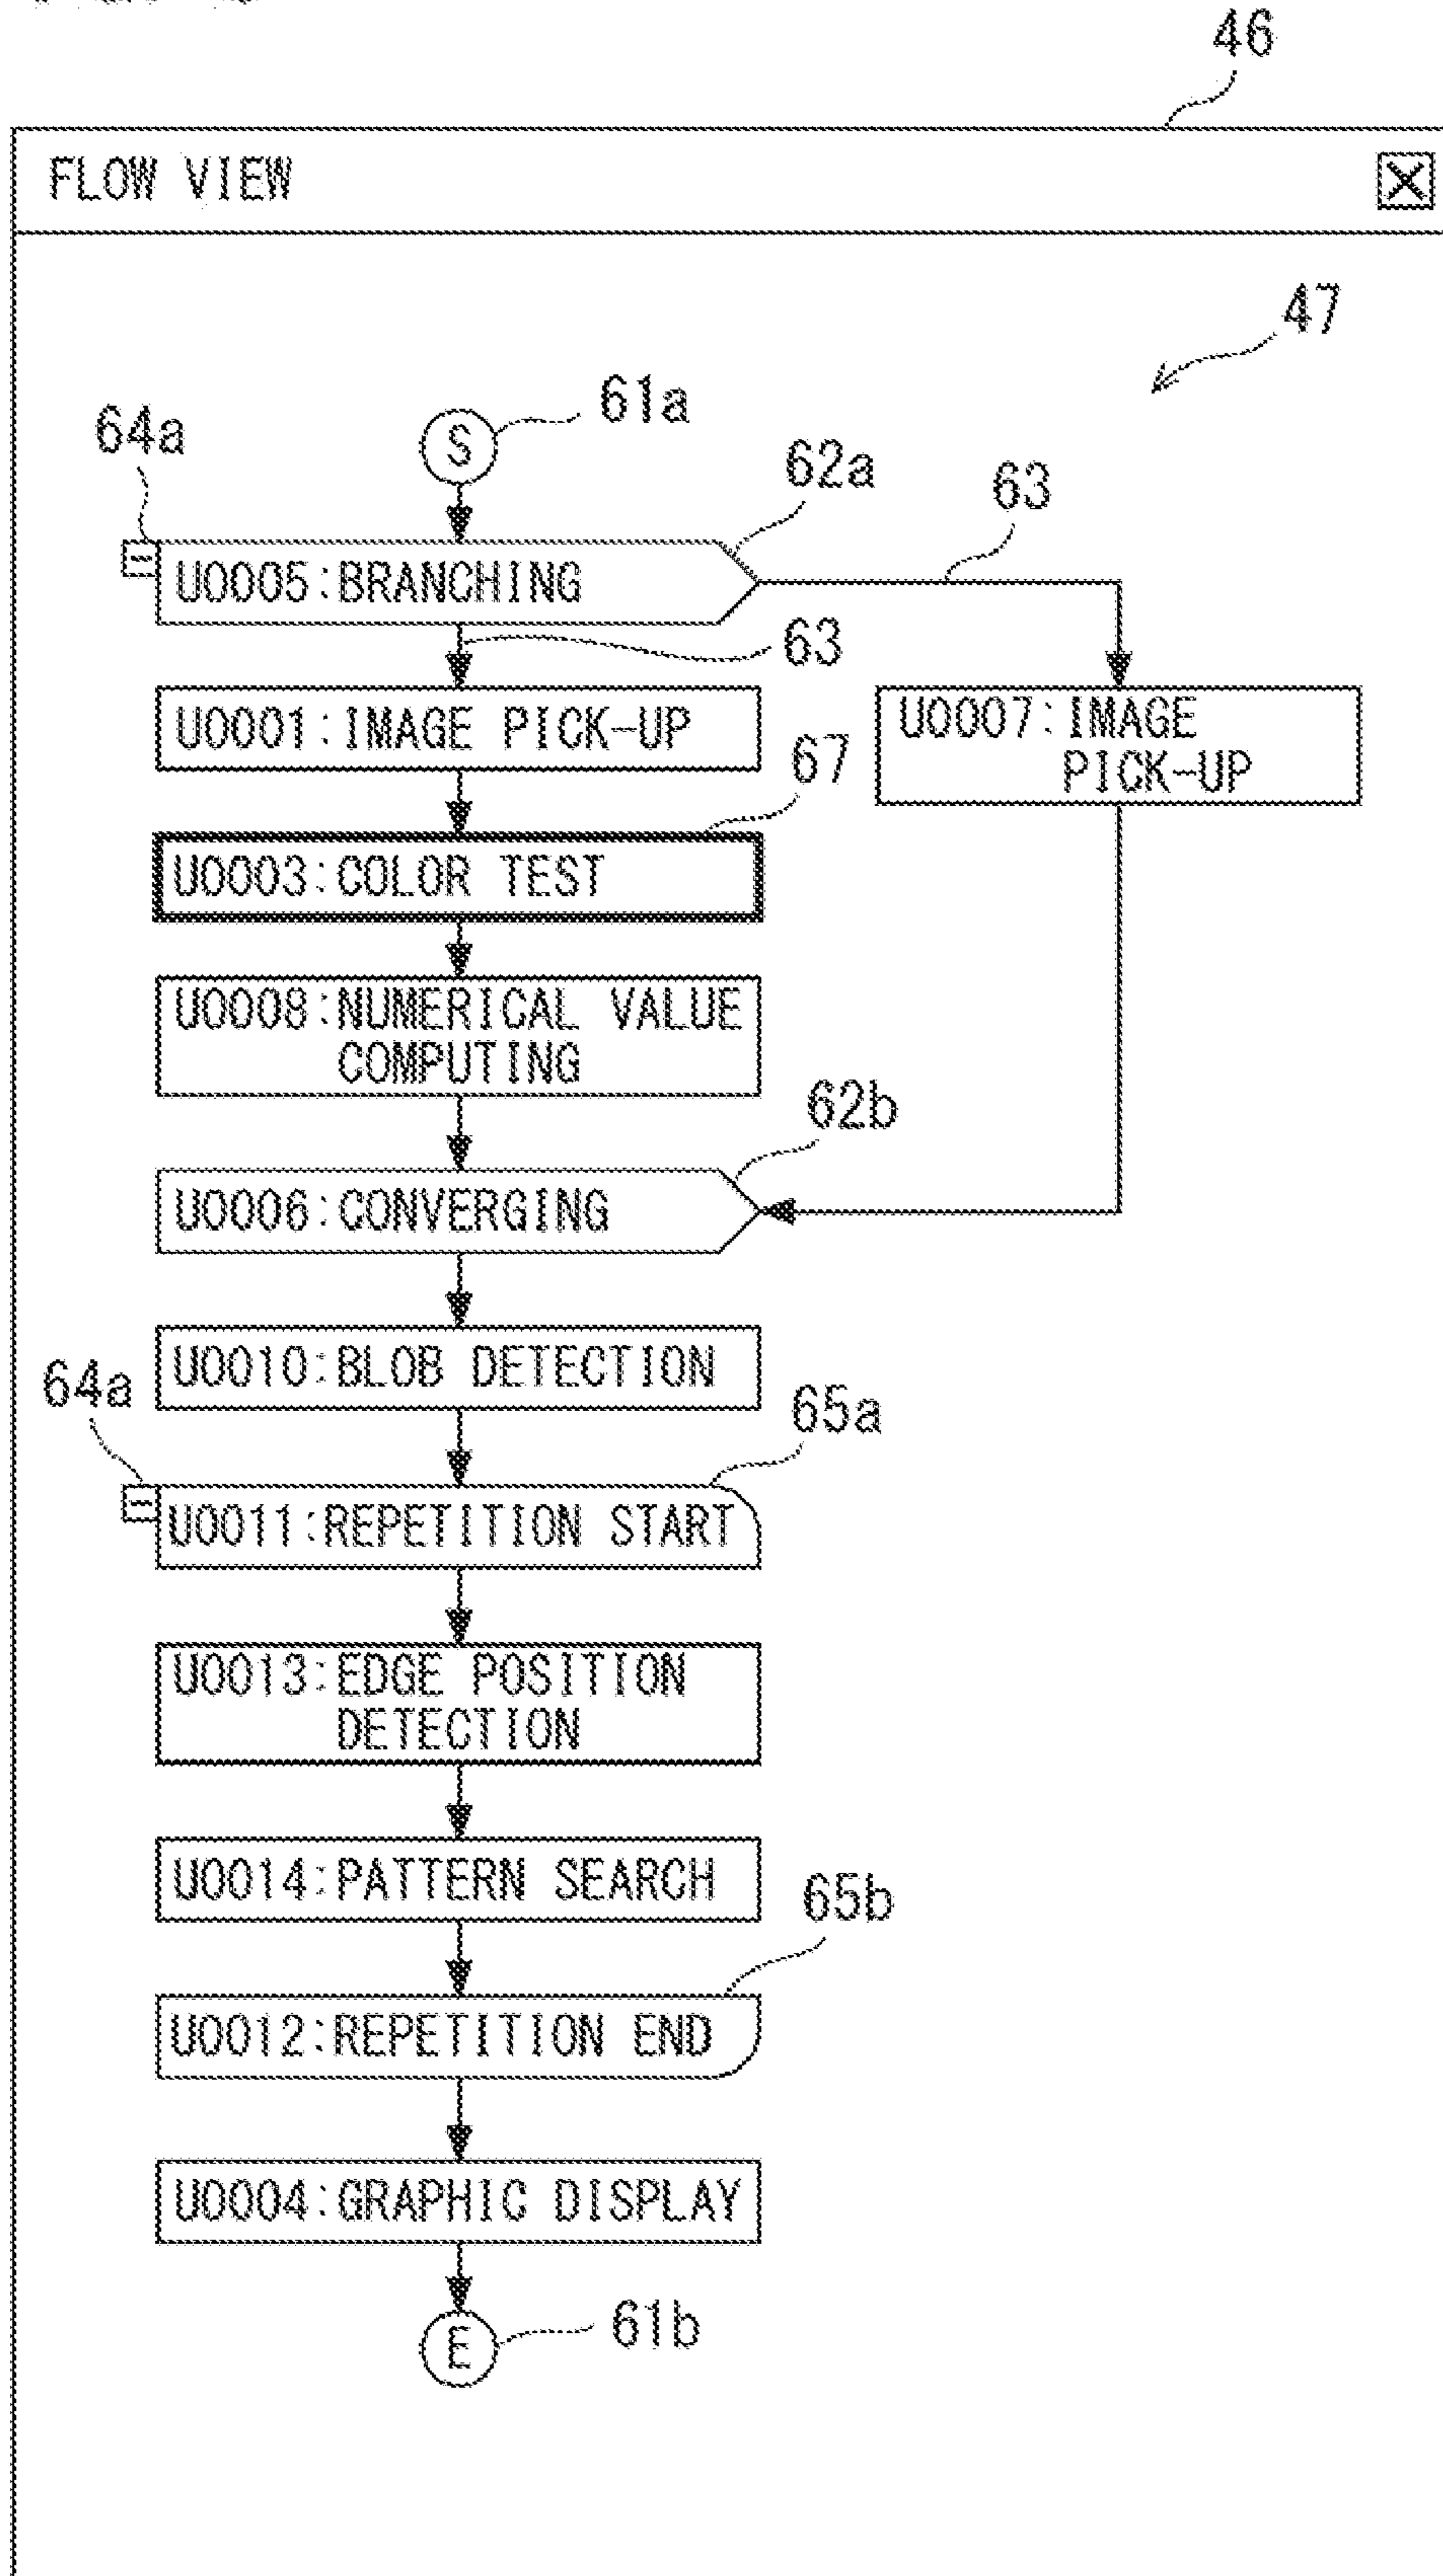 46
FLOW VIEW
47
61a
64a
S
62a
63
U0005:BRANCHING
63
U0001:IMAGE PICK-UP
U0007:IMAGE
PICK-UP
67
U0003:COLOR TEST
U0008:NUMERICAL VALUE
COMPUTING
62b
U0006:CONVERGING
U0010:BLOB DETECTION
64a
65a
U0011:REPETITION START
U0013:EDGE POSITION
DETECTION
U0014:PATTERN SEARCH
65b
U0012:REPETITION END
U0004:GRAPHIC DISPLAY
E
61b